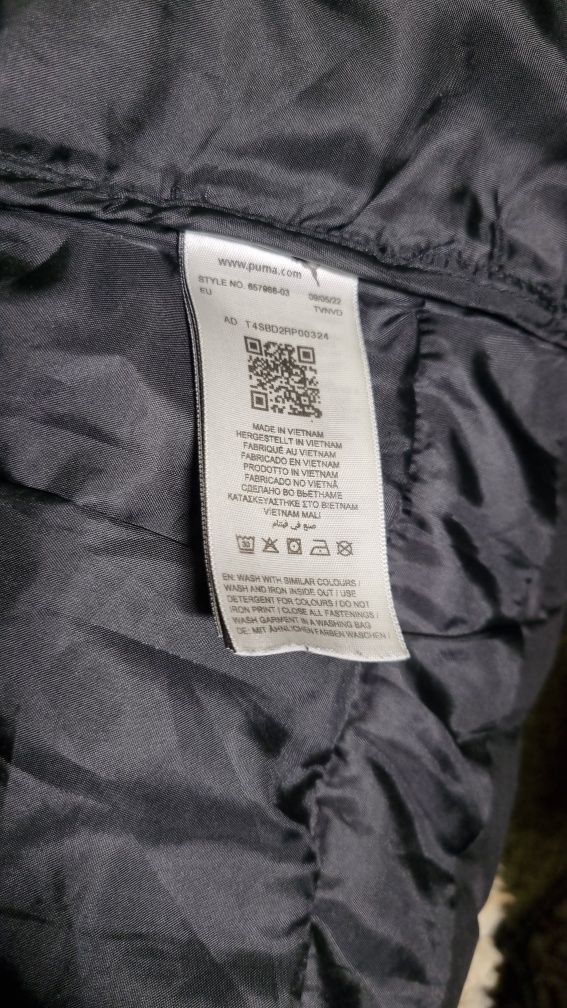 www.puma.com
STYLE NO. 657988-03 09/05/22
EU TVNVD
AD T4SBD2RP00324
MADE IN VIETNAM
HERGESTELLT IN VIETNAM
FABRIQUÉ AU VIETNAM
FABRICADO EN VIETNAM
PRODOTTO IN VIETNAM
FABRICADO NO VIETNÃ
СДЕЛАНО ВО ВЬЕТНАМЕ
ΚΑΤΑΣΚΕΥΑΣΤΗΚΕ ΣΤΟ ΒΙΕΤΝΑΜ
VIETNAM MALI
صنع في فيتنام
30
EN: WASH WITH SIMILAR COLOURS /
WASH AND IRON INSIDE OUT / USE
DETERGENT FOR COLOURS / DO NOT
IRON PRINT / CLOSE ALL FASTENINGS /
WASH GARMENT IN A WASHING BAG
DE: MIT ÄHNLICHEN FARBEN WASCHEN /